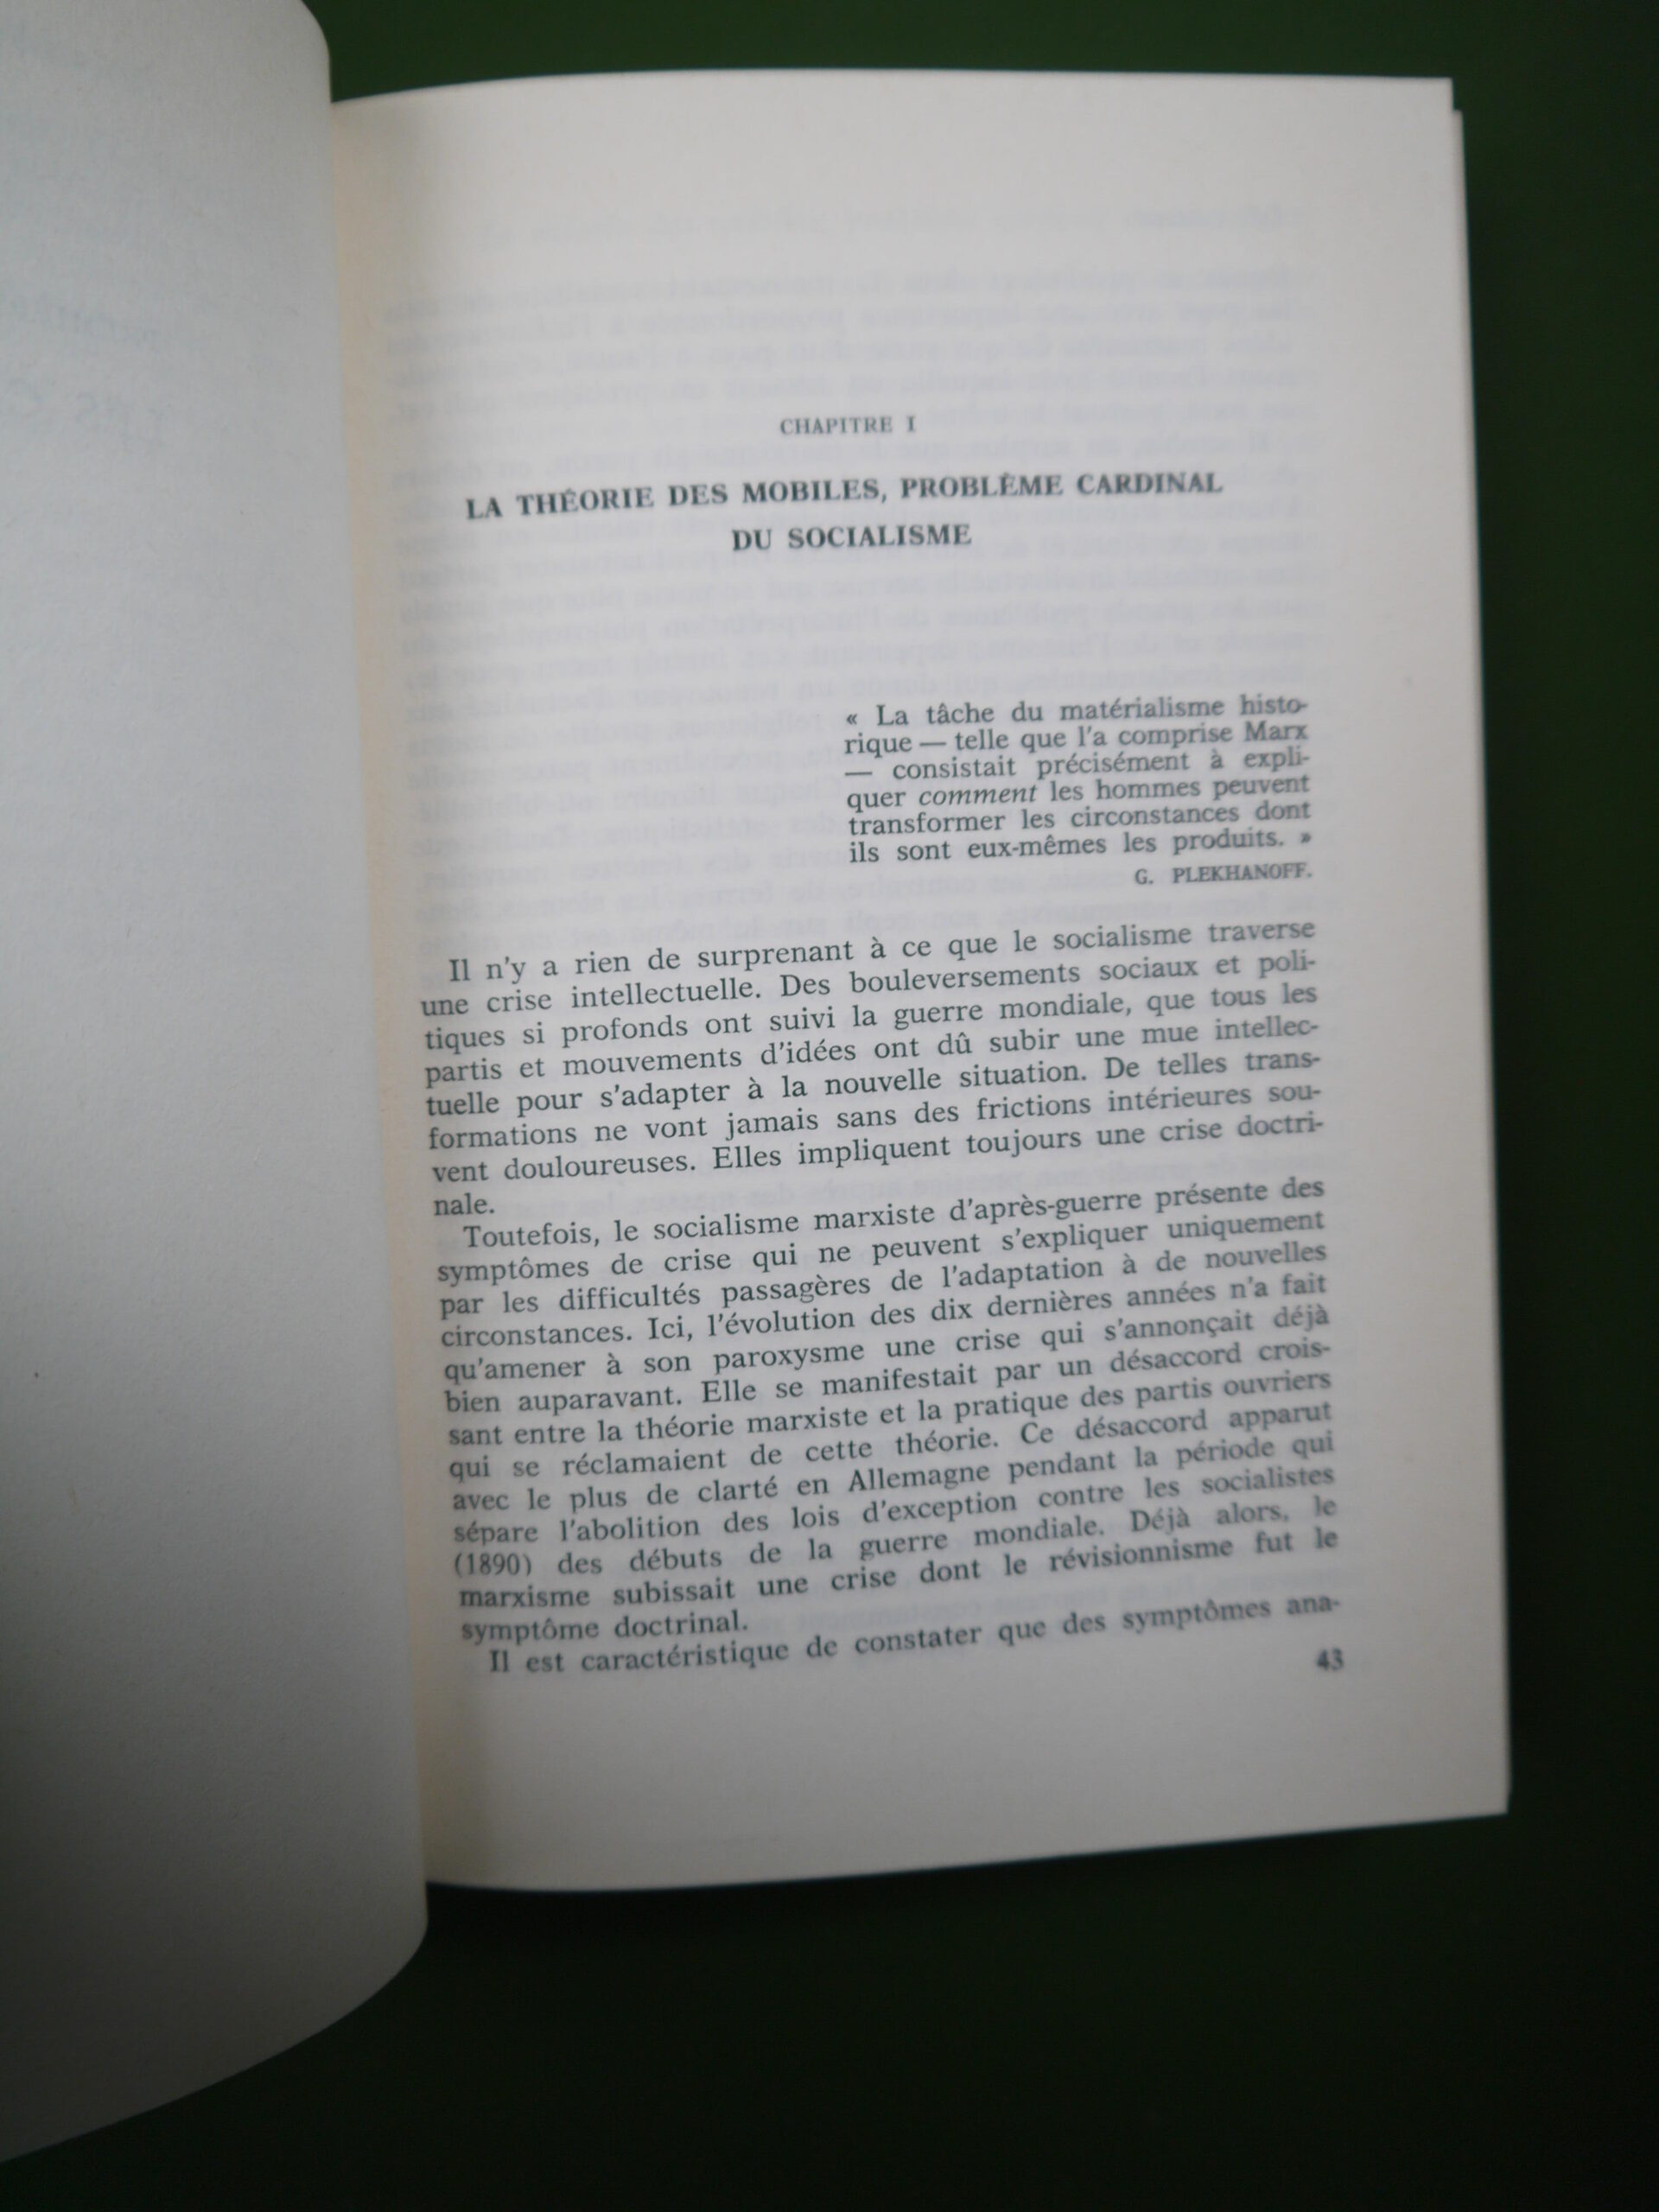 CHAPITRE I
LA THÉORIE DES MOBILES, PROBLÈME CARDINAL
DU SOCIALISME
« La tâche du matérialisme histo-
rique — telle que l'a comprise Marx
— consistait précisément à expli-
quer comment les hommes peuvent
transformer les circonstances dont
ils sont eux-mêmes les produits. »
G. PLEKHANOFF.
Il n'y a rien de surprenant à ce que le socialisme traverse
une crise intellectuelle. Des bouleversements sociaux et poli-
tiques si profonds ont suivi la guerre mondiale, que tous les
partis et mouvements d'idées ont dû subir une mue intellec-
tuelle pour s'adapter à la nouvelle situation. De telles trans-
formations ne vont jamais sans des frictions intérieures sou-
vent douloureuses. Elles impliquent toujours une crise doctri-
nale.
Toutefois, le socialisme marxiste d'après-guerre présente des
symptômes de crise qui ne peuvent s'expliquer uniquement
par les difficultés passagères de l'adaptation à de nouvelles
circonstances. Ici, l'évolution des dix dernières années n'a fait
qu'amener à son paroxysme une crise qui s'annonçait déjà
bien auparavant. Elle se manifestait par un désaccord crois-
sant entre la théorie marxiste et la pratique des partis ouvriers
qui se réclamaient de cette théorie. Ce désaccord apparut
avec le plus de clarté en Allemagne pendant la période qui
sépare l'abolition des lois d'exception contre les socialistes
(1890) des débuts de la guerre mondiale. Déjà alors, le
marxisme subissait une crise dont le révisionnisme fut le
symptôme doctrinal.
Il est caractéristique de constater que des symptômes ana-
43